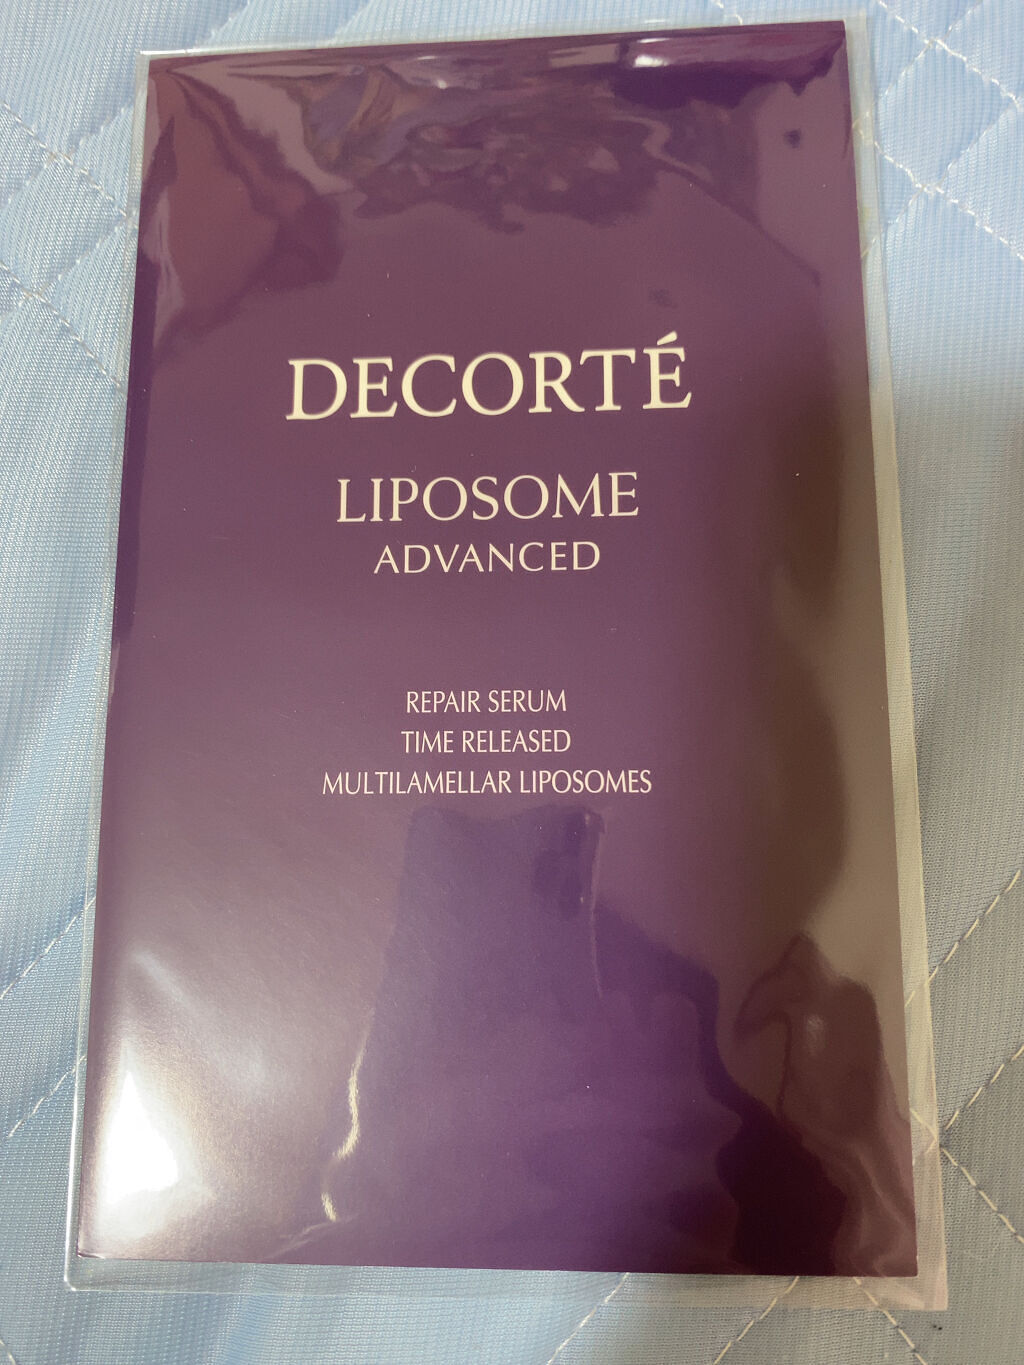 DECORTÉ
LIPOSOME
ADVANCED
REPAIR SERUM
TIME RELEASED
MULTILAMELLAR LIPOSOMES